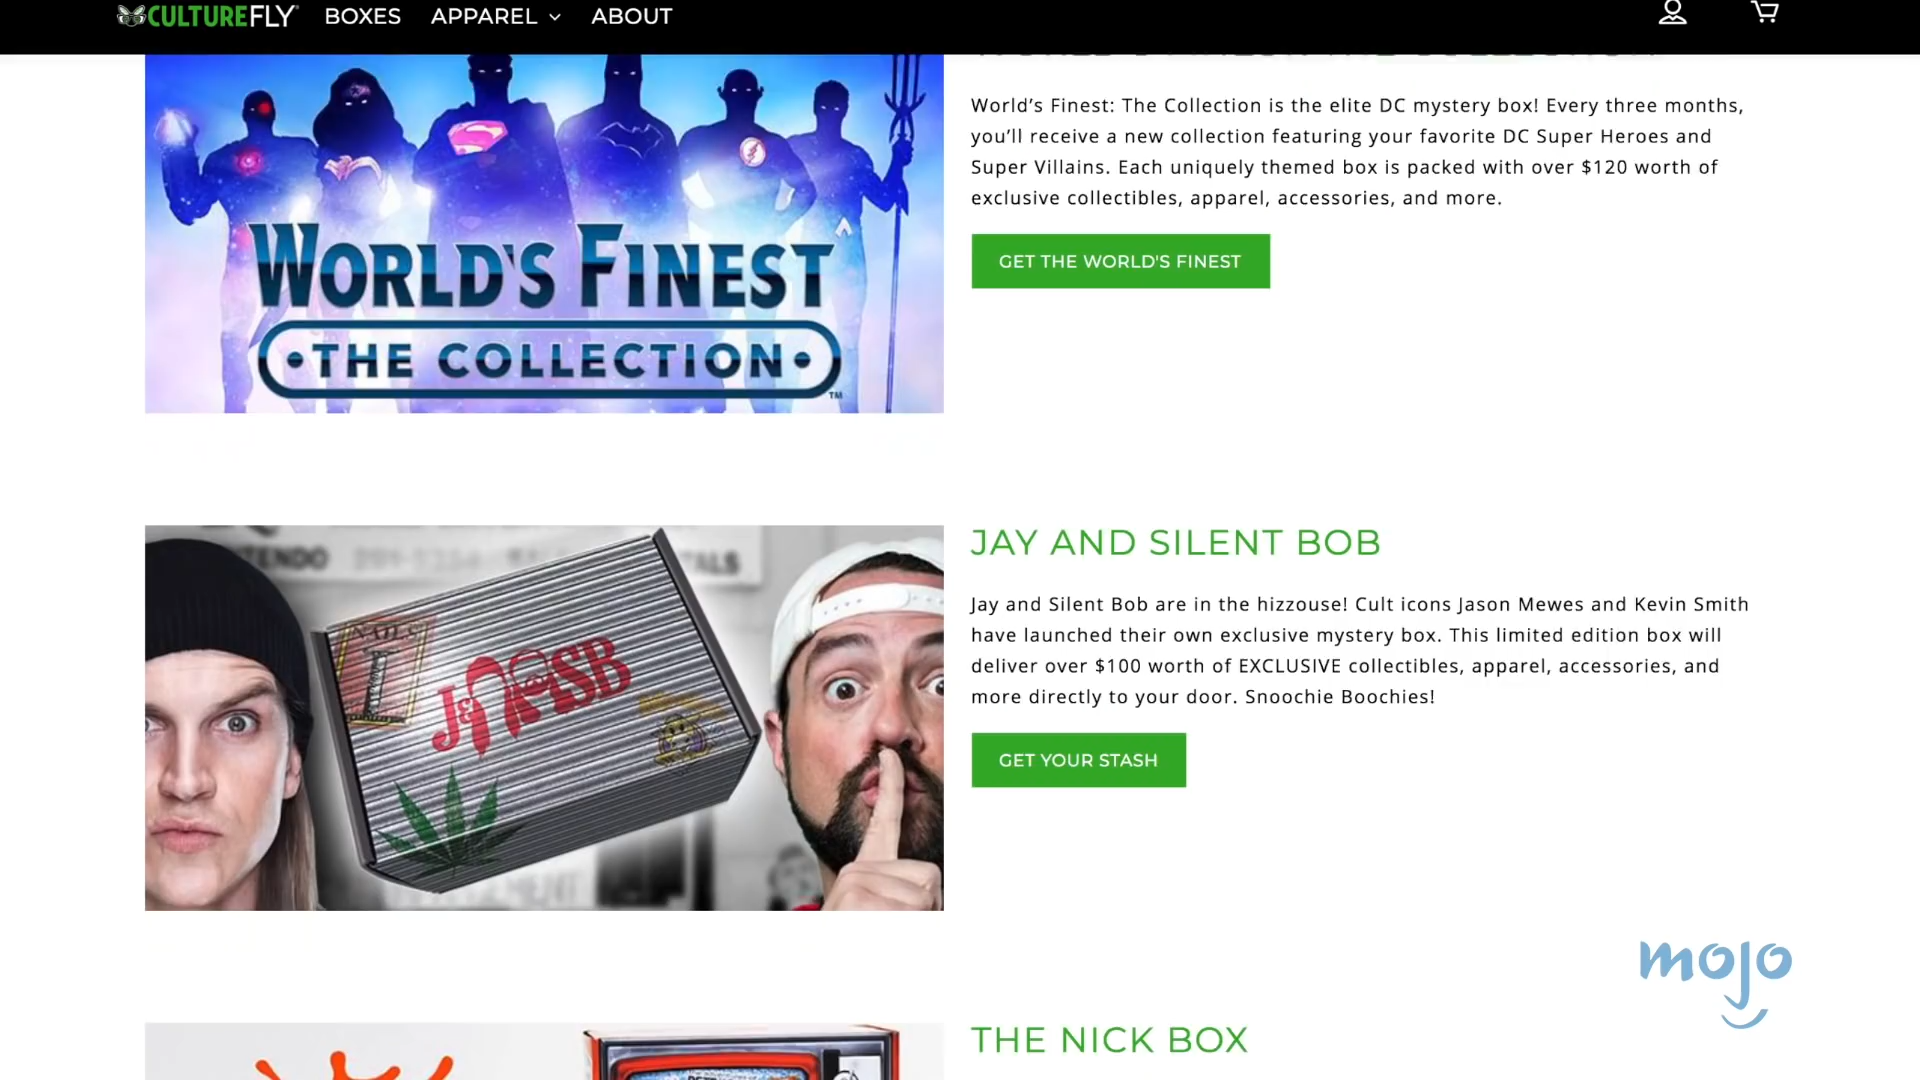 CULTUREFLY
BOXES
APPAREL
ABOUT
World's Finest: The Collection is the elite DC mystery box! Every three months,
you'll receive a new collection featuring your favorite DC Super Heroes and
Super Villains. Each uniquely themed box is packed with over $120 worth of
exclusive collectibles, apparel, accessories, and more.
GET THE WORLD'S FINEST
WORLD'S FINEST
•THE COLLECTION•
TM
JAY AND SILENT BOB
Jay and Silent Bob are in the hizzouse! Cult icons Jason Mewes and Kevin Smith
have launched their own exclusive mystery box. This limited edition box will
deliver over $100 worth of EXCLUSIVE collectibles, apparel, accessories, and
more directly to your door. Snoochie Boochies!
GET YOUR STASH
NAILS
J&SB
mojo
THE NICK BOX